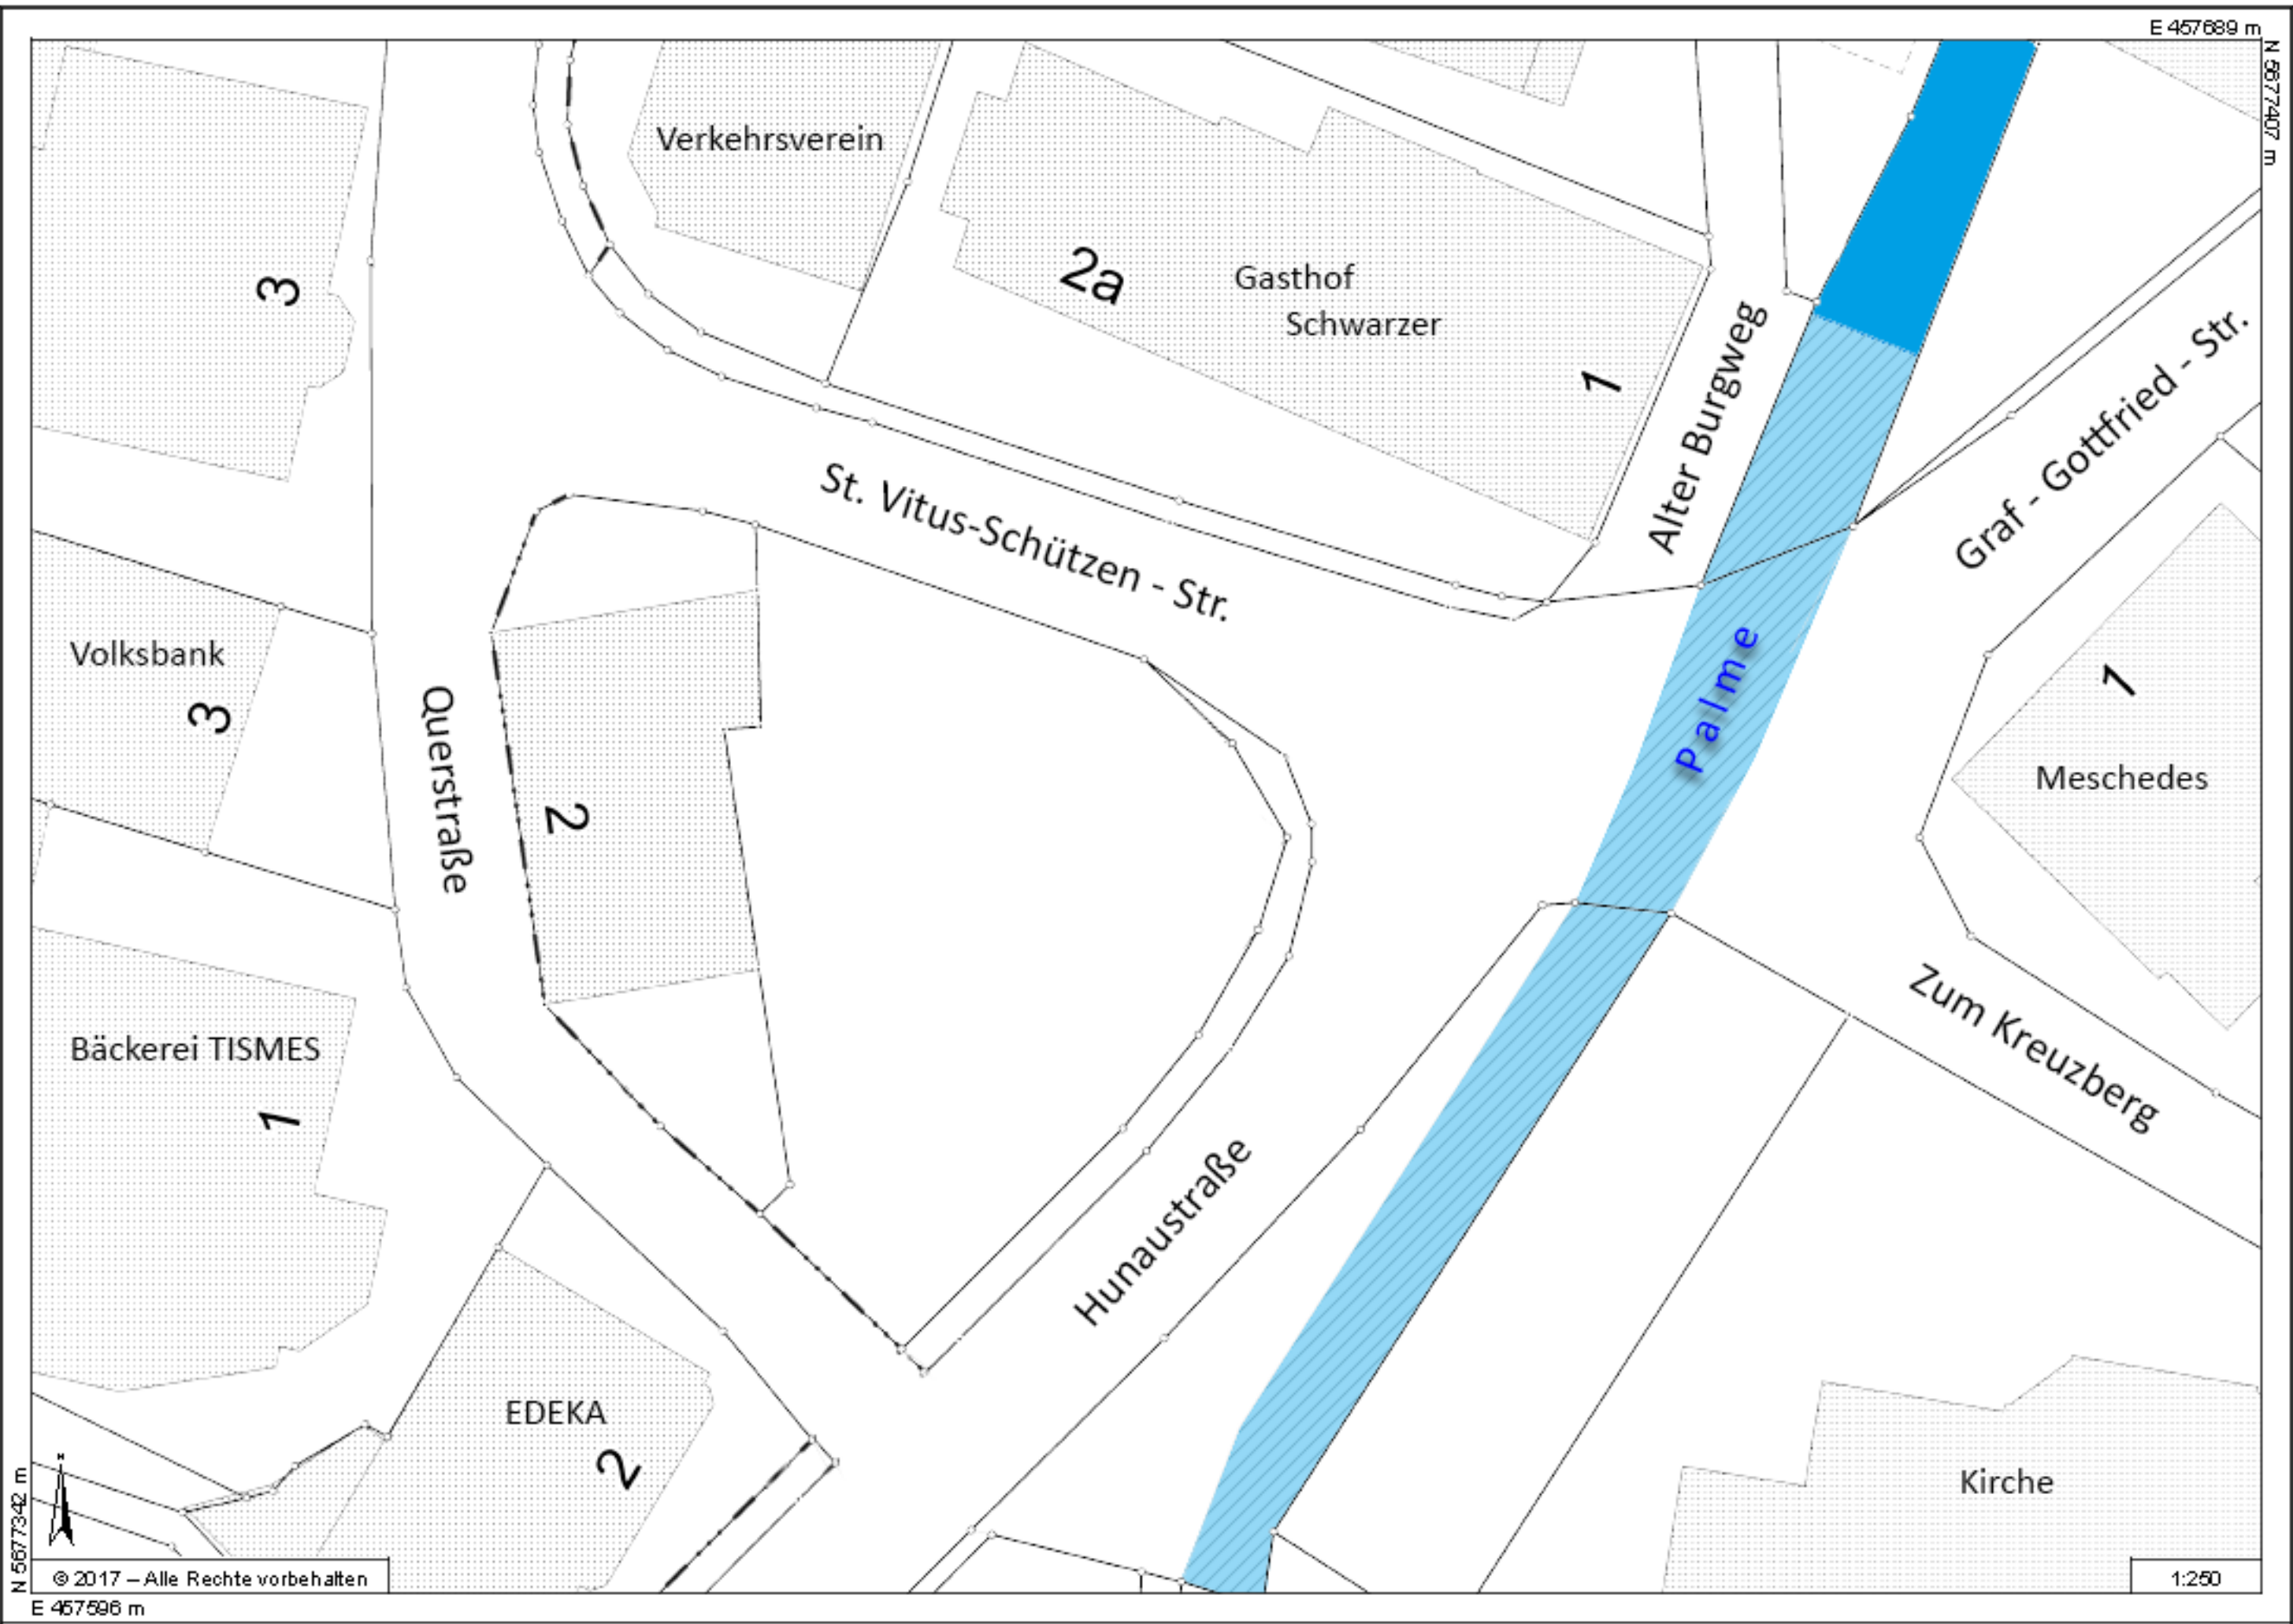 E 457689 m
N 5677407 m
Verkehrsverein
3
2a
Gasthof
Schwarzer
1
Alter Burgweg
Graf - Gottfried - Str.
St. Vitus-Schützen - Str.
Volksbank
3
Querstraße
2
Palme
1
Meschedes
Zum Kreuzberg
Bäckerei TISMES
1
Hunaustraße
EDEKA
2
Kirche
N
N 5677342 m
© 2017 – Alle Rechte vorbehalten
1:250
E 457596 m